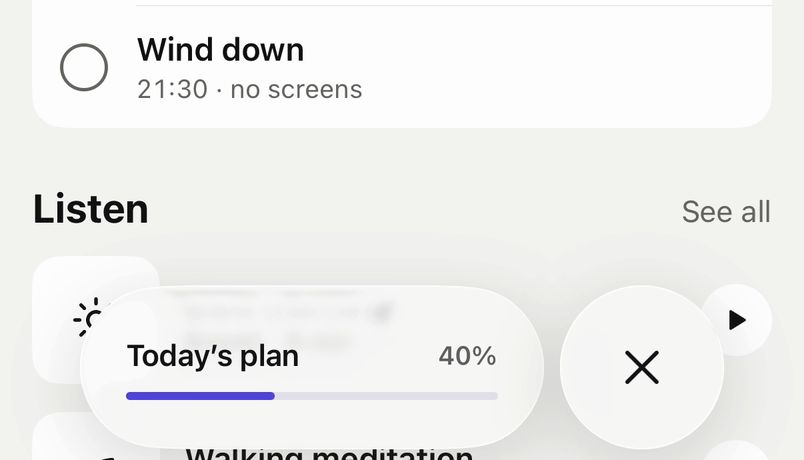 Wind down
21:30 · no screens
Listen
See all
Today’s plan
40%
Walking meditation